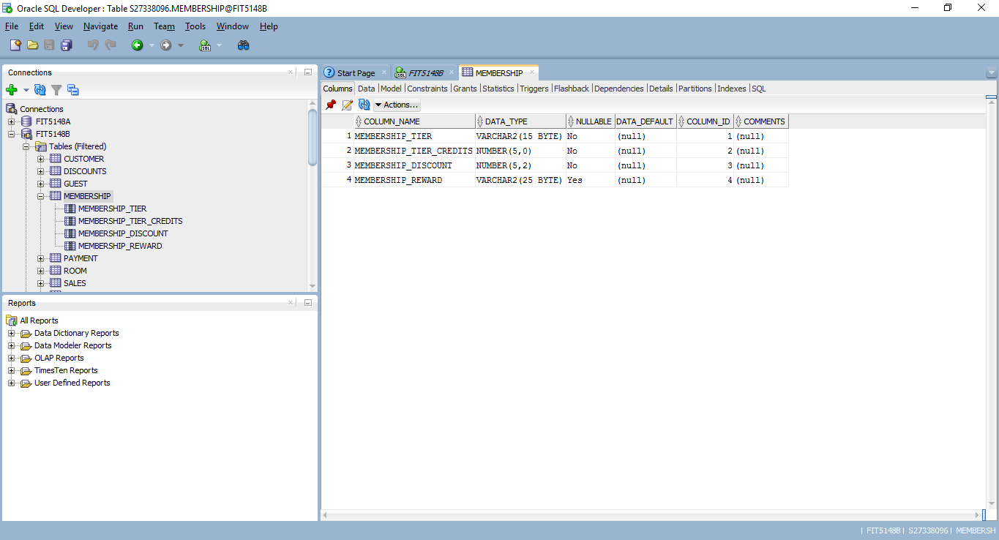 Oracle SQL Developer : Table S27338096.MEMBERSHIP@FIT5148B
File Edit View Navigate Run Team Tools Window Help
Connections
Connections
FIT5148A
FIT5148B
Tables (Filtered)
CUSTOMER
DISCOUNTS
GUEST
MEMBERSHIP
MEMBERSHIP_TIER
MEMBERSHIP_TIER_CREDITS
MEMBERSHIP_DISCOUNT
MEMBERSHIP_REWARD
PAYMENT
ROOM
SALES
Reports
All Reports
Data Dictionary Reports
Data Modeler Reports
OLAP Reports
TimesTen Reports
User Defined Reports
Start Page FIT5148B MEMBERSHIP
Columns Data Model Constraints Grants Statistics Triggers Flashback Dependencies Details Partitions Indexes SQL
Actions...
COLUMN_NAME DATA_TYPE NULLABLE DATA_DEFAULT COLUMN_ID COMMENTS
1 MEMBERSHIP_TIER VARCHAR2(15 BYTE) No (null) 1 (null)
2 MEMBERSHIP_TIER_CREDITS NUMBER(5,0) No (null) 2 (null)
3 MEMBERSHIP_DISCOUNT NUMBER(5,2) No (null) 3 (null)
4 MEMBERSHIP_REWARD VARCHAR2(25 BYTE) Yes (null) 4 (null)
| FIT5148B | S27338096 | MEMBERSH